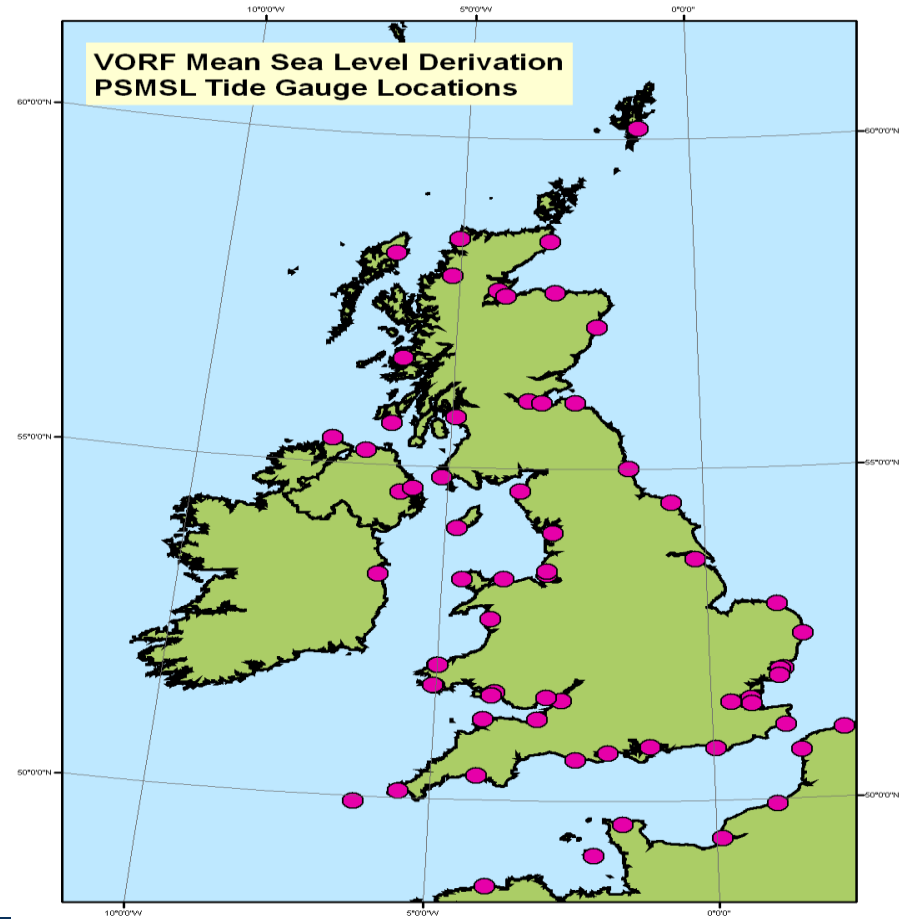 10°0'0"W 5°0'0"W 0°0'0"
VORF Mean Sea Level Derivation
PSMSL Tide Gauge Locations
60°0'0"N 60°0'0"N
55°0'0"N 55°0'0"N
50°0'0"N 50°0'0"N
10°0'0"W 5°0'0"W 0°0'0"